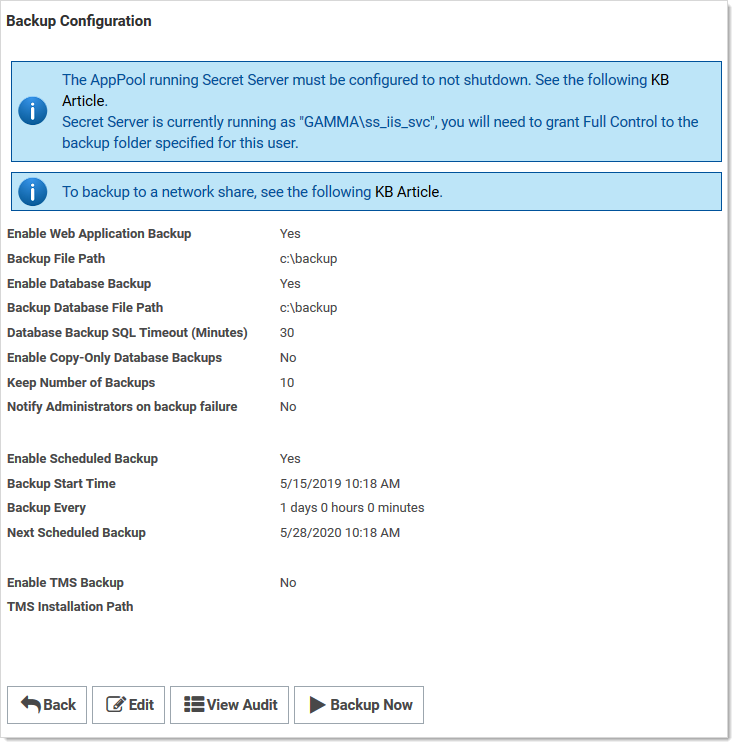 Backup Configuration
The AppPool running Secret Server must be configured to not shutdown. See the following KB
Article.
Secret Server is currently running as "GAMMA\ss_iis_svc", you will need to grant Full Control to the
backup folder specified for this user.
To backup to a network share, see the following KB Article.
Enable Web Application Backup Yes
Backup File Path c:\backup
Enable Database Backup Yes
Backup Database File Path c:\backup
Database Backup SQL Timeout (Minutes) 30
Enable Copy-Only Database Backups No
Keep Number of Backups 10
Notify Administrators on backup failure No
Enable Scheduled Backup Yes
Backup Start Time 5/15/2019 10:18 AM
Backup Every 1 days 0 hours 0 minutes
Next Scheduled Backup 5/28/2020 10:18 AM
Enable TMS Backup No
TMS Installation Path
Back Edit View Audit Backup Now